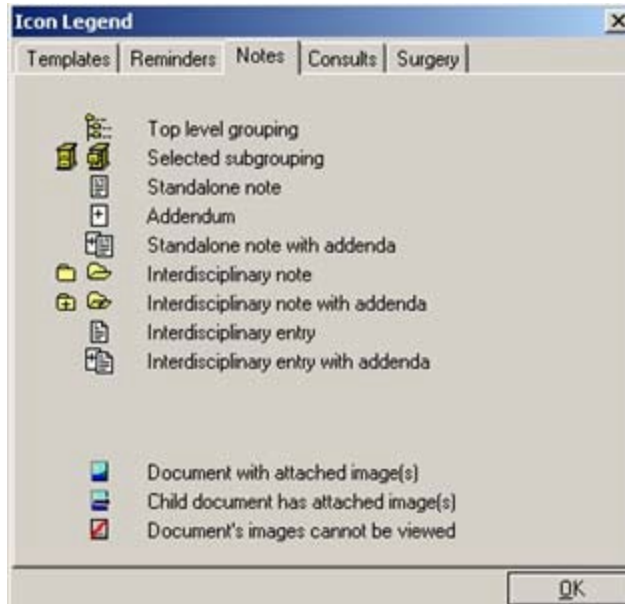 Icon Legend
Templates Reminders Notes Consults Surgery
Top level grouping
Selected subgrouping
Standalone note
Addendum
Standalone note with addenda
Interdisciplinary note
Interdisciplinary note with addenda
Interdisciplinary entry
Interdisciplinary entry with addenda
Document with attached image(s)
Child document has attached image(s)
Document's images cannot be viewed
OK